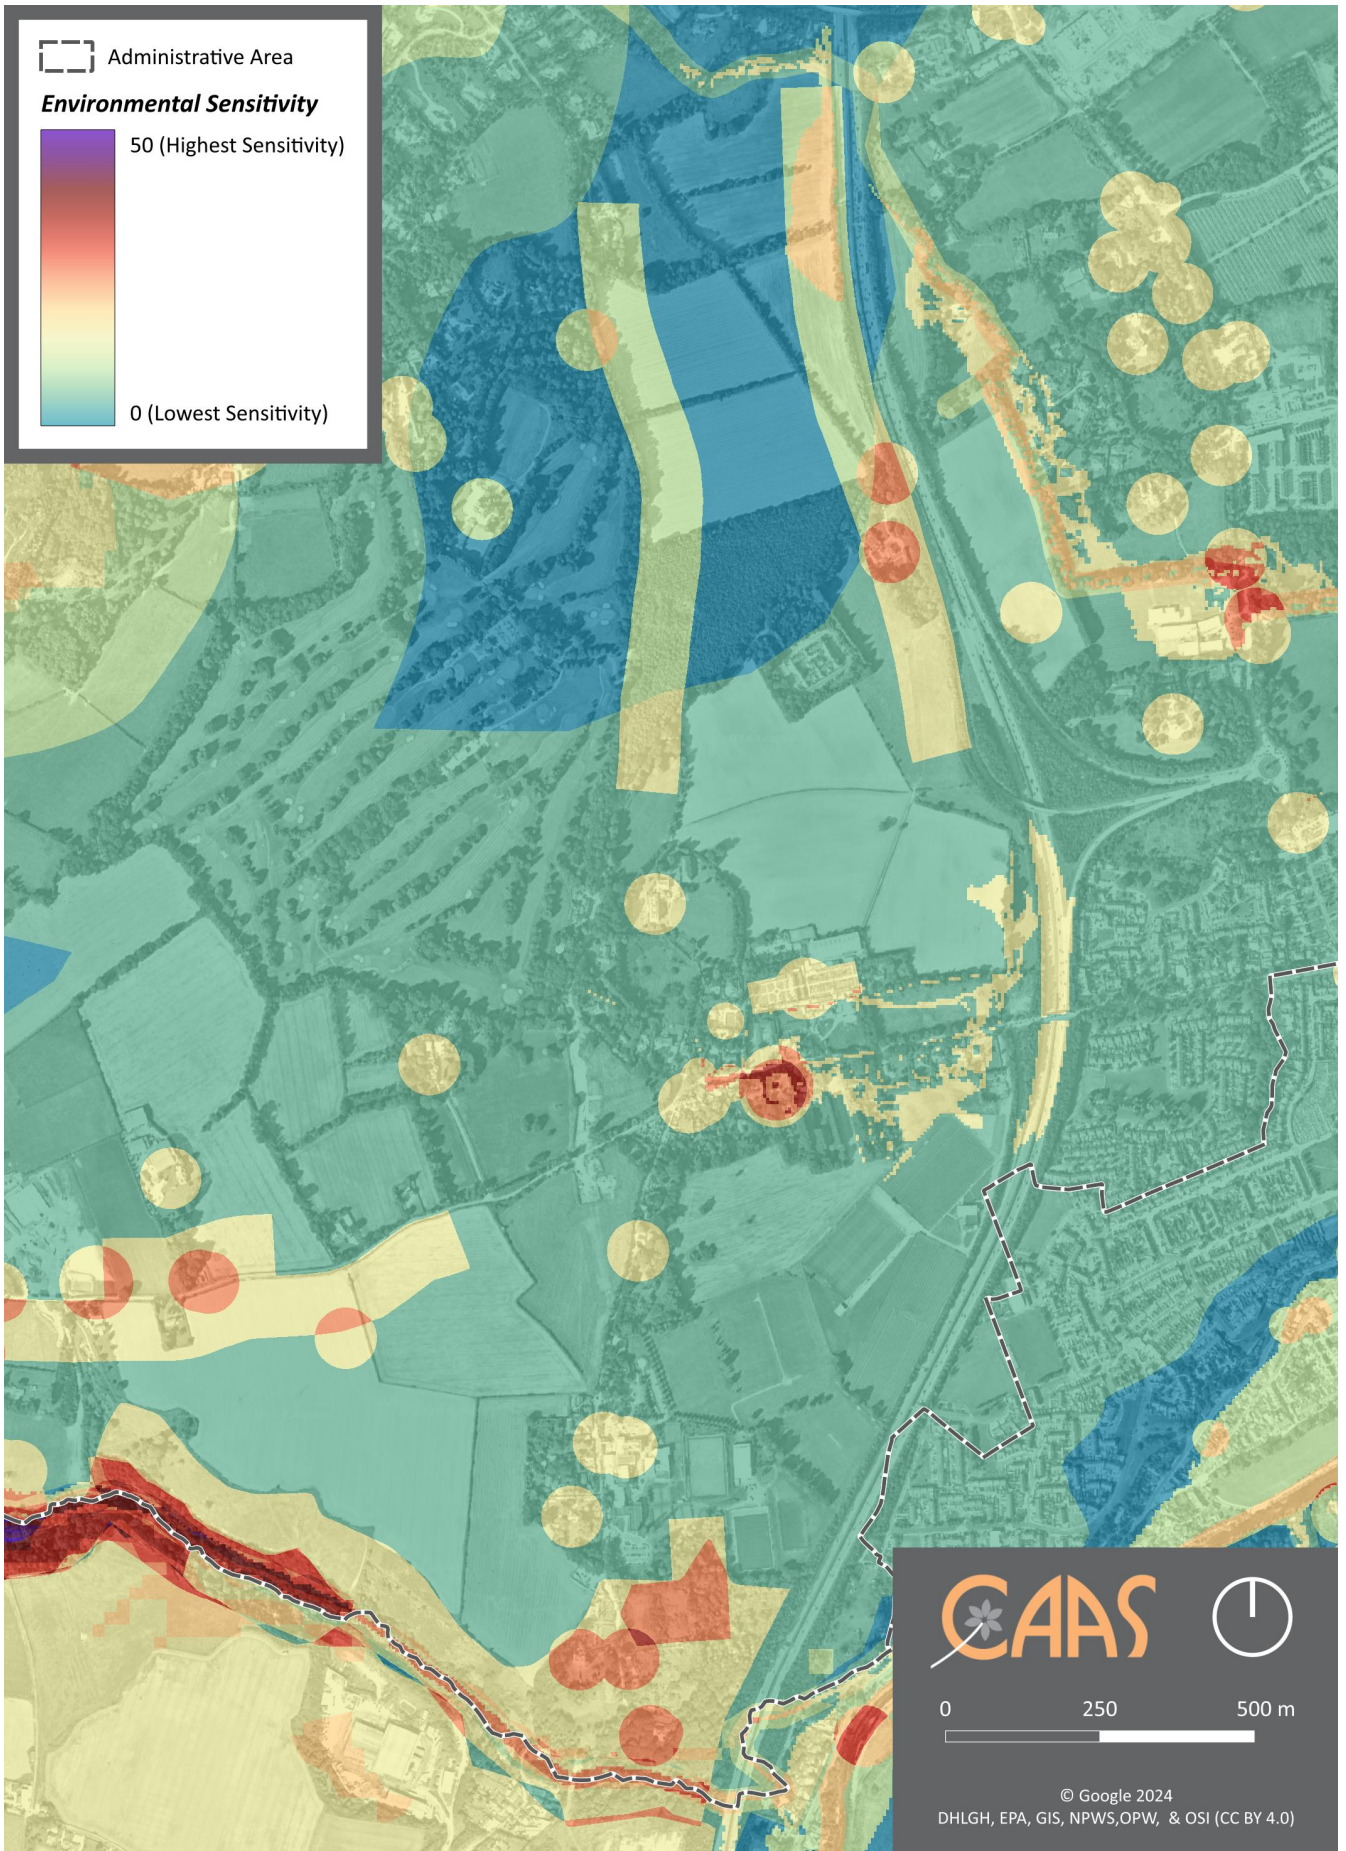 Administrative Area
Environmental Sensitivity
50 (Highest Sensitivity)
0 (Lowest Sensitivity)
CAAS
0 250 500 m
© Google 2024
DHLGH, EPA, GIS, NPWS,OPW, & OSI (CC BY 4.0)